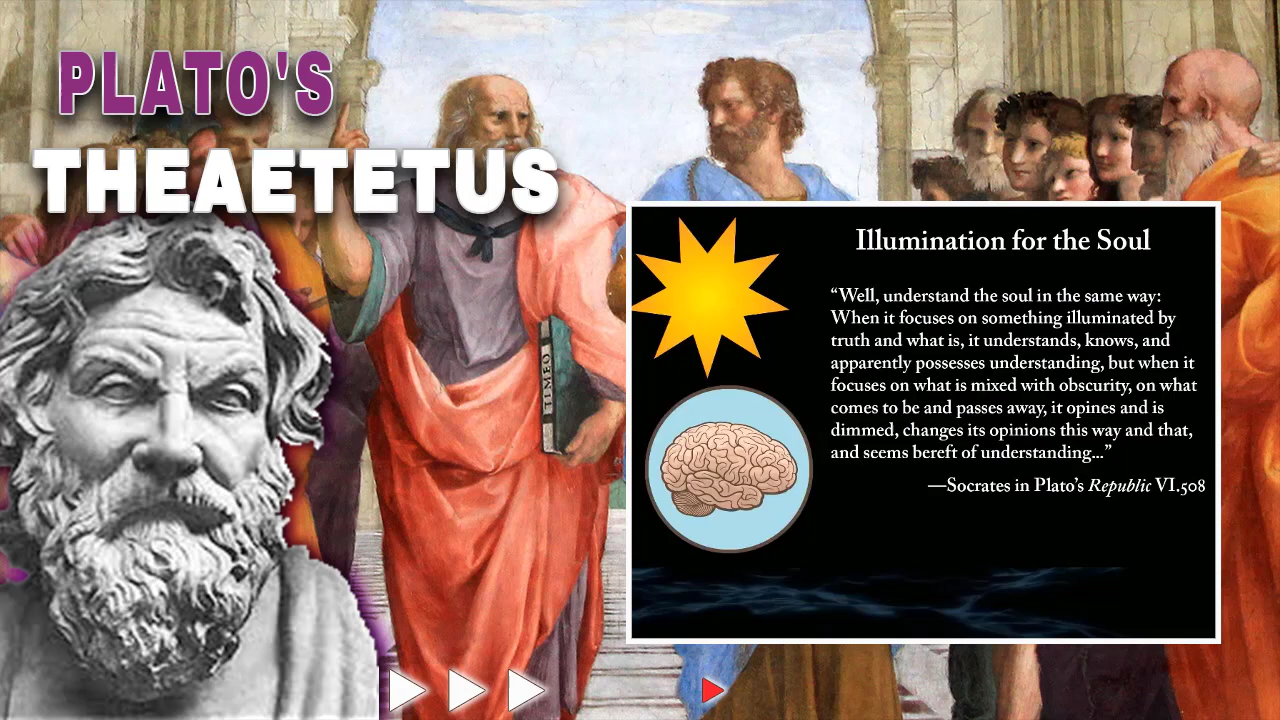 PLATO'S
THEAETETUS
TIMEO
Illumination for the Soul
“Well, understand the soul in the same way:
When it focuses on something illuminated by
truth and what is, it understands, knows, and
apparently possesses understanding, but when it
focuses on what is mixed with obscurity, on what
comes to be and passes away, it opines and is
dimmed, changes its opinions this way and that,
and seems bereft of understanding...”
—Socrates in Plato’s Republic VI.508